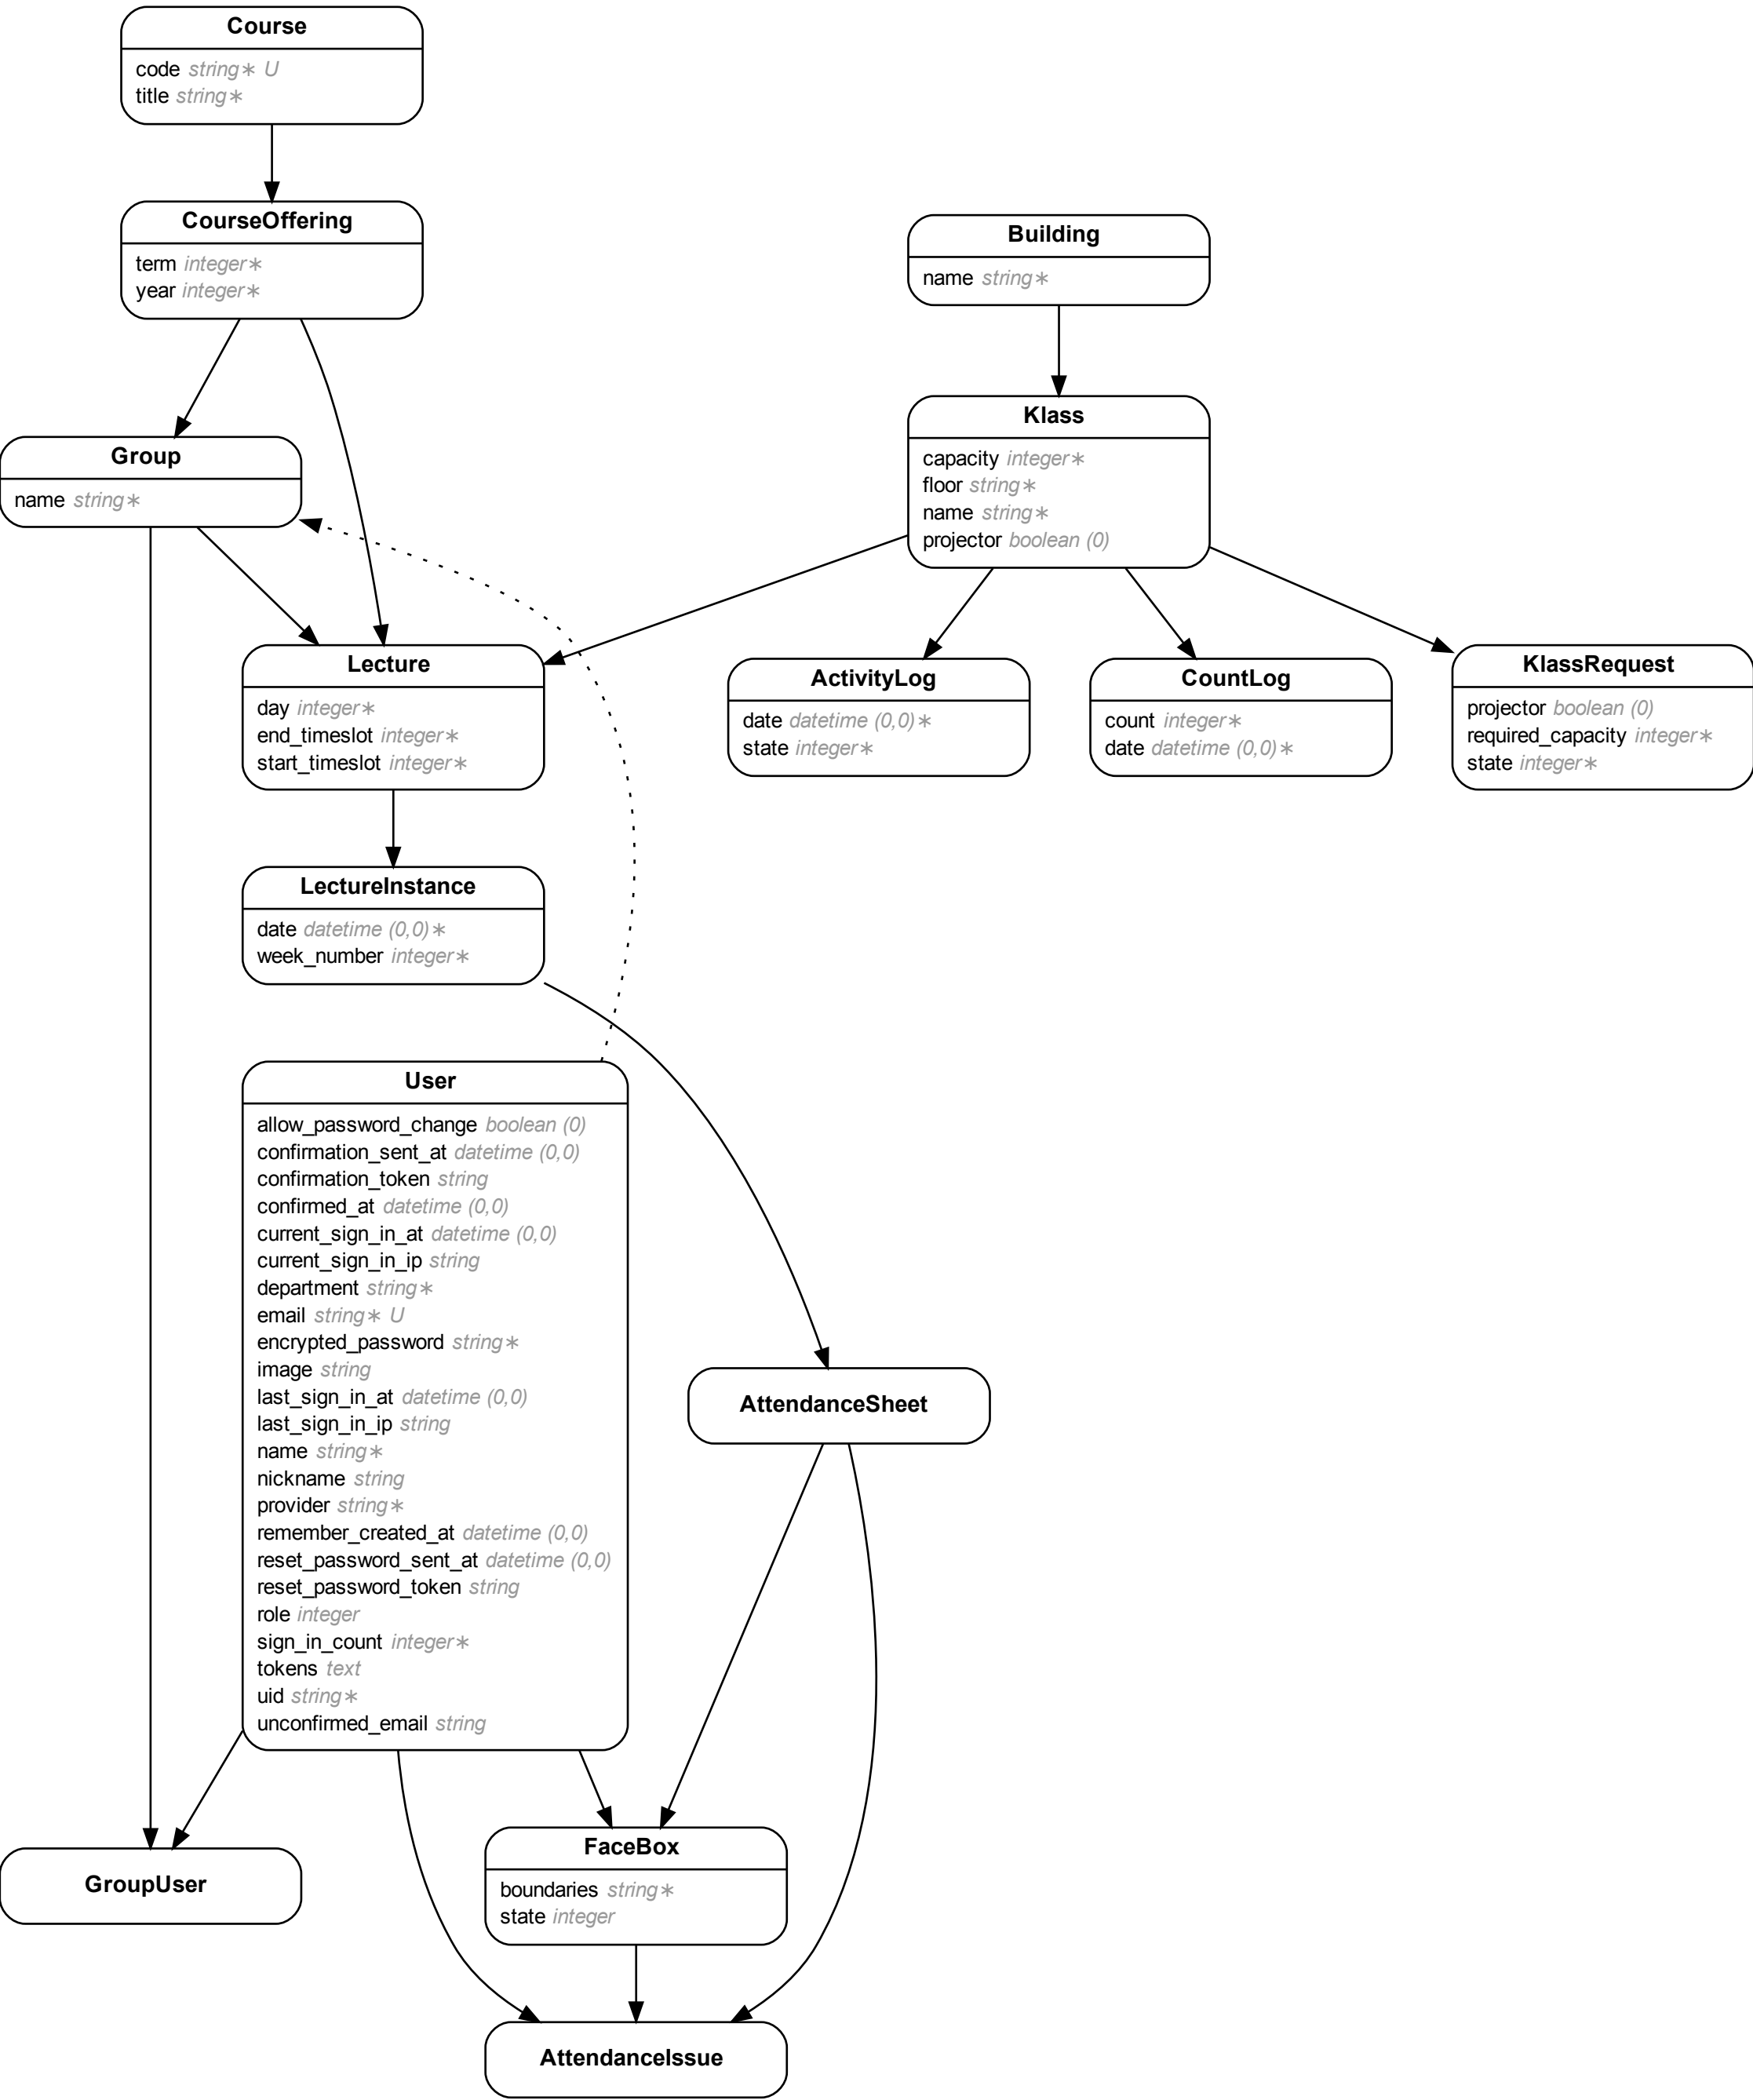 Course
code string∗ U
title string∗
CourseOffering
term integer∗
year integer∗
Building
name string∗
Klass
capacity integer∗
floor string∗
name string∗
projector boolean (0)
Group
name string∗
Lecture
day integer∗
end_timeslot integer∗
start_timeslot integer∗
ActivityLog
date datetime (0,0)∗
state integer∗
CountLog
count integer∗
date datetime (0,0)∗
KlassRequest
projector boolean (0)
required_capacity integer∗
state integer∗
LectureInstance
date datetime (0,0)∗
week_number integer∗
User
allow_password_change boolean (0)
confirmation_sent_at datetime (0,0)
confirmation_token string
confirmed_at datetime (0,0)
current_sign_in_at datetime (0,0)
current_sign_in_ip string
department string∗
email string∗ U
encrypted_password string∗
image string
last_sign_in_at datetime (0,0)
last_sign_in_ip string
name string∗
nickname string
provider string∗
remember_created_at datetime (0,0)
reset_password_sent_at datetime (0,0)
reset_password_token string
role integer
sign_in_count integer∗
tokens text
uid string∗
unconfirmed_email string
AttendanceSheet
GroupUser
FaceBox
boundaries string∗
state integer
AttendanceIssue